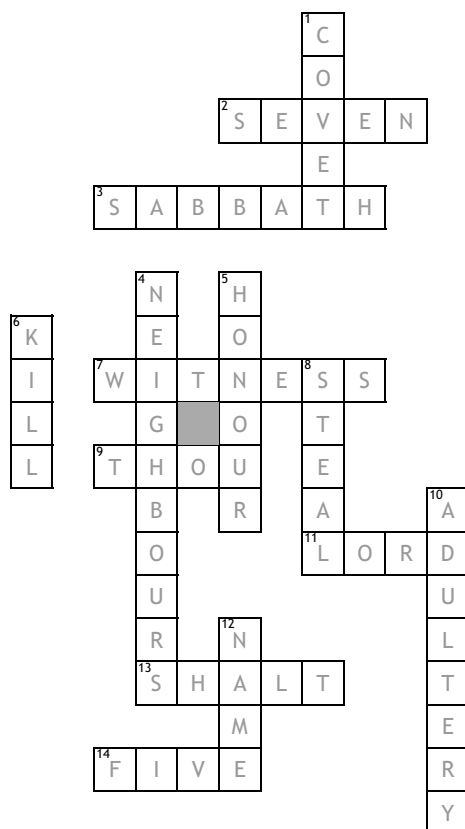 1 C
O
2 S E V E N
E
3 S A B B A T H
4 N 5 H
6 K E O
I 7 W I T N E 8 S S
L G O T
L 9 T H O U E
B R A 10 A
O 11 L O R D
U U
R 12 N L
13 S H A L T T
M E
14 F I V E R
Y